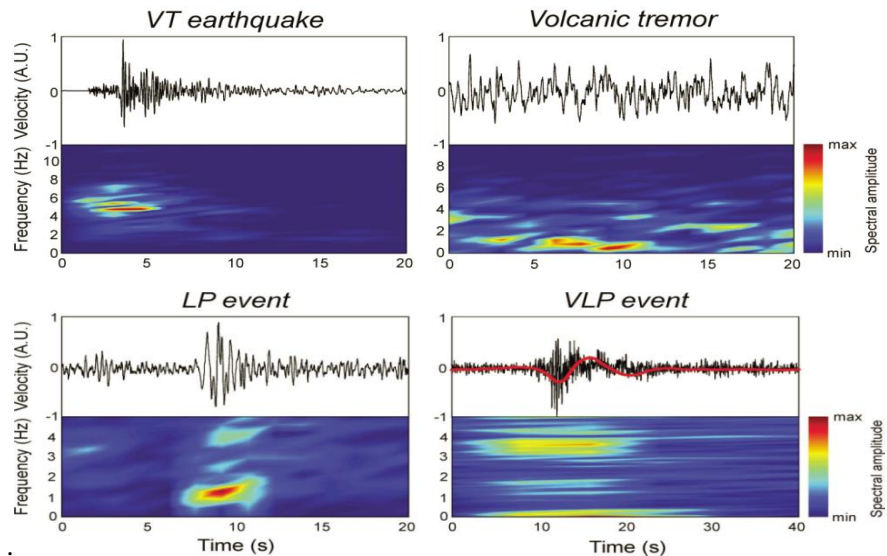 VT earthquake
Volcanic tremor
Velocity (A.U.)
1
0
-1
1
0
-1
Frequency (Hz)
10
8
6
4
2
0
10
8
6
4
2
0
max
min
Spectral amplitude
0 5 10 15 20
0 5 10 15 20
LP event
VLP event
Velocity (A.U.)
1
0
-1
1
0
-1
Frequency (Hz)
4
3
2
1
0
4
3
2
1
0
max
min
Spectral amplitude
0 5 10 15 20
0 10 20 30 40
Time (s)
Time (s)
.